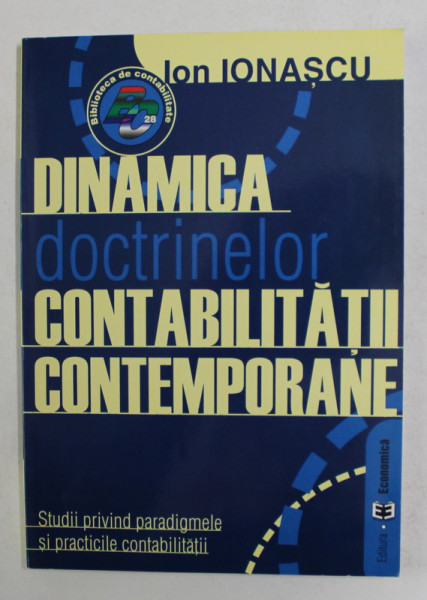 Ion IONAȘCU
Biblioteca de contabilitate
28
DINAMICA
doctrinelor
CONTABILITĂȚII
CONTEMPORANE
Studii privind paradigmele
și practicile contabilității
Editura Economică